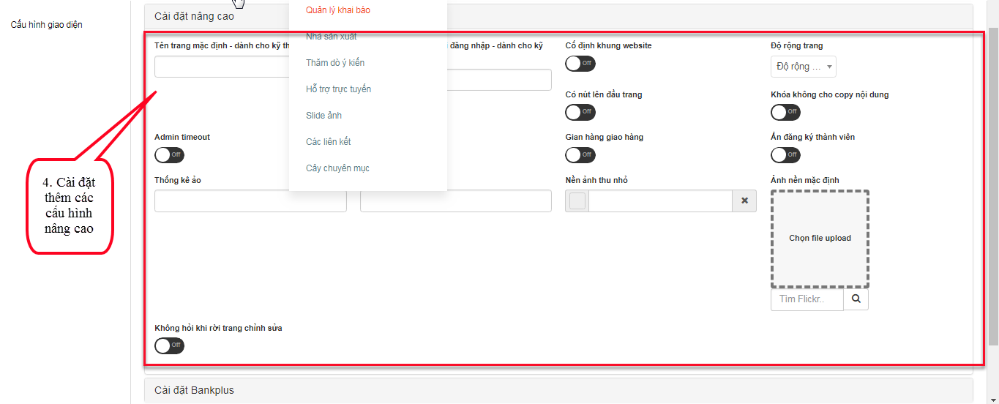 Cấu hình giao diện
Cài đặt nâng cao
Quản lý khai báo
Nhà sản xuất
Thăm dò ý kiến
Hỗ trợ trực tuyến
Slide ảnh
Các liên kết
Cây chuyên mục
Tên trang mặc định - dành cho kỹ
đăng nhập - dành cho kỹ
Cố định khung website
Off
Độ rộng trang
Độ rộng ...
Có nút lên đầu trang
Off
Khóa không cho copy nội dung
Off
Admin timeout
Off
Gian hàng giao hàng
Off
Ẩn đăng ký thành viên
Off
Thống kê ảo
Nền ảnh thu nhỏ
Ảnh nền mặc định
Chọn file upload
Tìm Flickr..
4. Cài đặt
thêm các
cấu hình
nâng cao
Không hỏi khi rời trang chỉnh sửa
Off
Cài đặt Bankplus